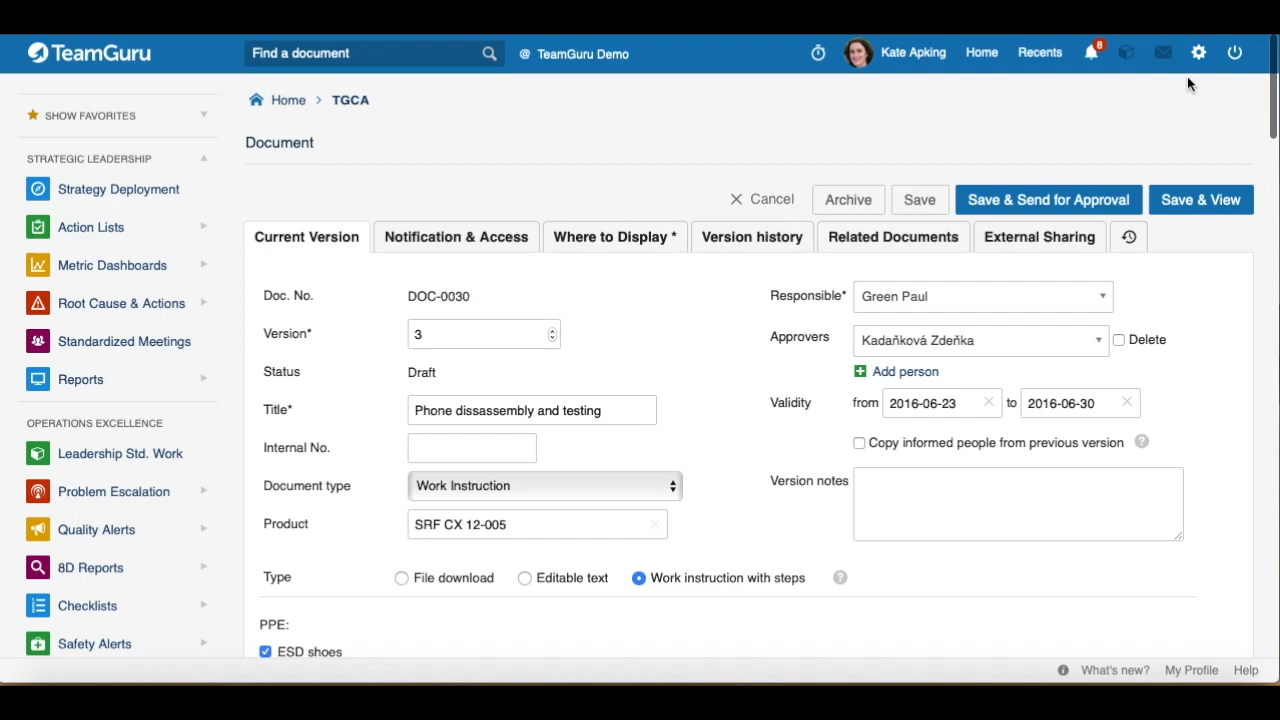 TeamGuru
Find a document
@ TeamGuru Demo
Kate Apking
Home
Recents
8
SHOW FAVORITES
STRATEGIC LEADERSHIP
Strategy Deployment
Action Lists
Metric Dashboards
Root Cause & Actions
Standardized Meetings
Reports
OPERATIONS EXCELLENCE
Leadership Std. Work
Problem Escalation
Quality Alerts
8D Reports
Checklists
Safety Alerts
Home > TGCA
Document
Cancel
Archive
Save
Save & Send for Approval
Save & View
Current Version
Notification & Access
Where to Display *
Version history
Related Documents
External Sharing
Doc. No. DOC-0030
Version* 3
Status Draft
Title* Phone dissassembly and testing
Internal No.
Document type Work Instruction
Product SRF CX 12-005
Responsible* Green Paul
Approvers Kadaňková Zdeňka Delete
Add person
Validity from 2016-06-23 to 2016-06-30
Copy informed people from previous version ?
Version notes
Type File download Editable text Work instruction with steps ?
PPE:
ESD shoes
What's new? My Profile Help